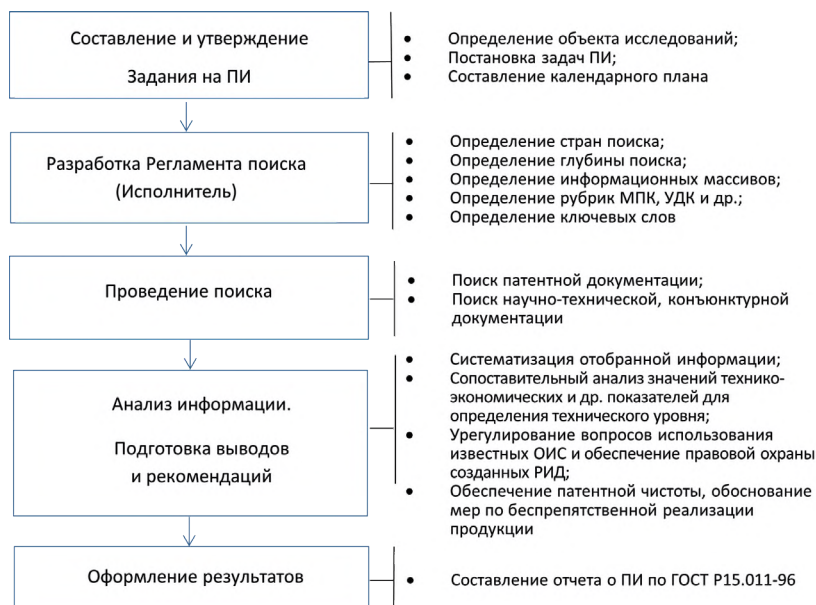 Составление и утверждение
Задания на ПИ
• Определение объекта исследований;
• Постановка задач ПИ;
• Составление календарного плана
Разработка Регламента поиска
(Исполнитель)
• Определение стран поиска;
• Определение глубины поиска;
• Определение информационных массивов;
• Определение рубрик МПК, УДК и др.;
• Определение ключевых слов
Проведение поиска
• Поиск патентной документации;
• Поиск научно-технической, конъюнктурной
документации
Анализ информации.
Подготовка выводов
и рекомендаций
• Систематизация отобранной информации;
• Сопоставительный анализ значений технико-
экономических и др. показателей для
определения технического уровня;
• Урегулирование вопросов использования
известных ОИС и обеспечение правовой охраны
созданных РИД;
• Обеспечение патентной чистоты, обоснование
мер по беспрепятственной реализации
продукции
Оформление результатов
• Составление отчета о ПИ по ГОСТ Р15.011-96